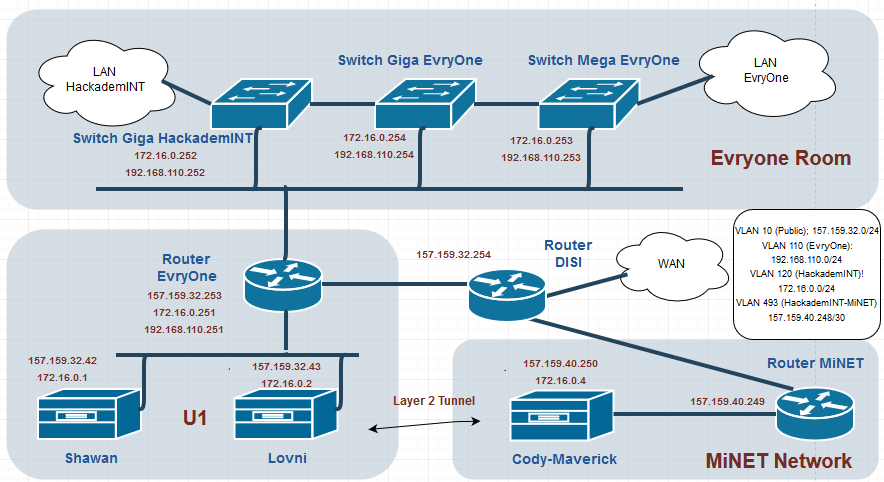 Switch Giga EvryOne
Switch Mega EvryOne
LAN
HackademINT
LAN
EvryOne
Switch Giga HackademINT
172.16.0.252
192.168.110.252
172.16.0.254
192.168.110.254
172.16.0.253
192.168.110.253
Evryone Room
Router
EvryOne
157.159.32.253
172.16.0.251
192.168.110.251
157.159.32.254
Router
DISI
WAN
VLAN 10 (Public); 157.159.32.0/24
VLAN 110 (EvryOne):
192.168.110.0/24
VLAN 120 (HackademINT)!
172.16.0.0/24
VLAN 493 (HackademINT-MiNET)
157.159.40.248/30
157.159.32.42
172.16.0.1
157.159.32.43
172.16.0.2
U1
Shawan
Lovni
Layer 2 Tunnel
157.159.40.250
172.16.0.4
Cody-Maverick
157.159.40.249
Router MiNET
MiNET Network